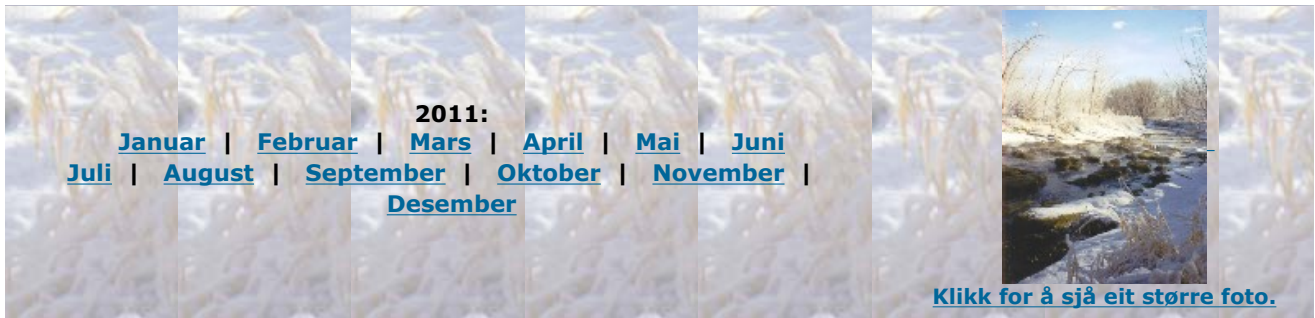 2011:
Januar | Februar | Mars | April | Mai | Juni
Juli | August | September | Oktober | November |
Desember
Klikk for å sjå eit større foto.